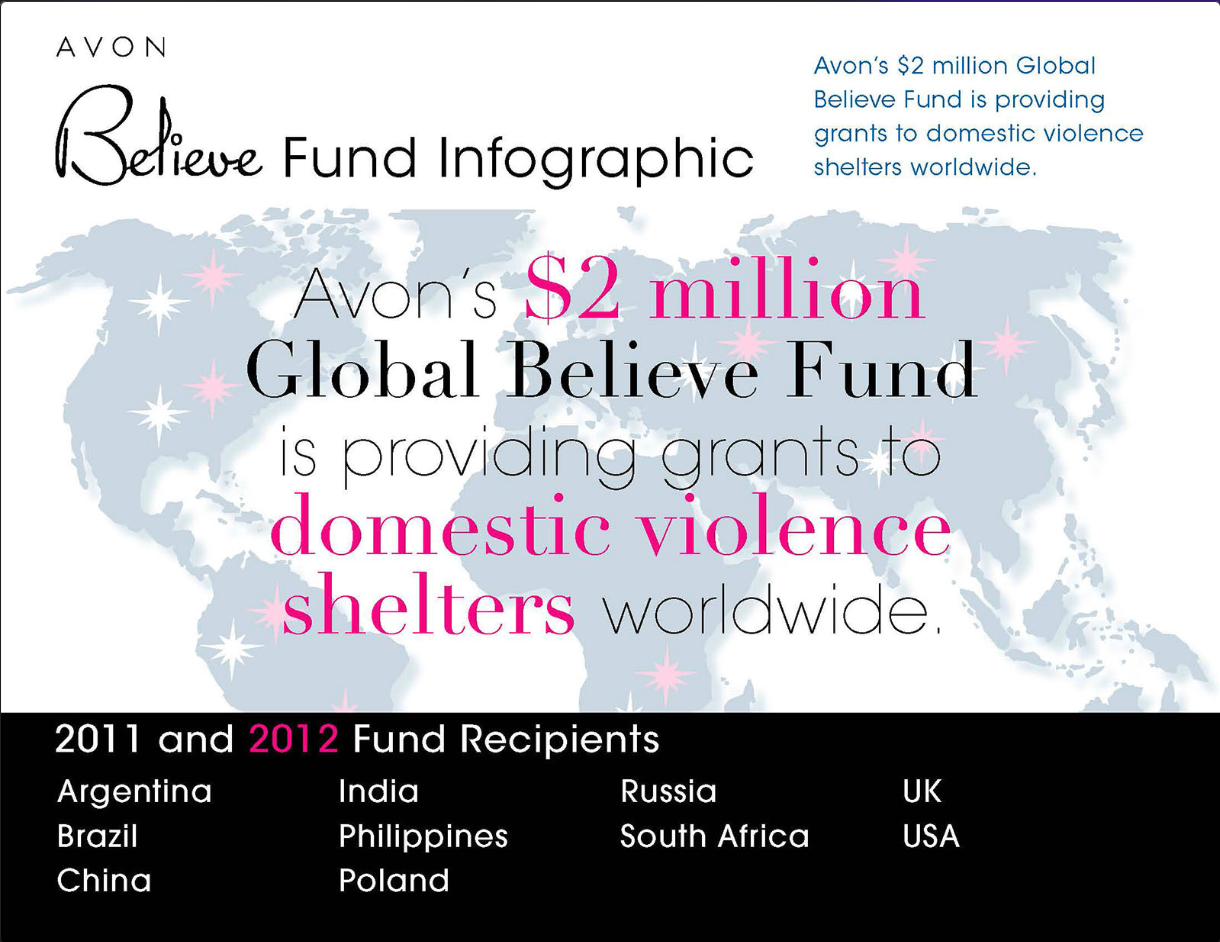 AVON
Believe Fund Infographic
Avon's $2 million Global
Believe Fund is providing
grants to domestic violence
shelters worldwide.
Avon's $2 million
Global Believe Fund
is providing grants to
domestic violence
shelters worldwide.
2011 and 2012 Fund Recipients
Argentina
Brazil
China
India
Philippines
Poland
Russia
South Africa
UK
USA